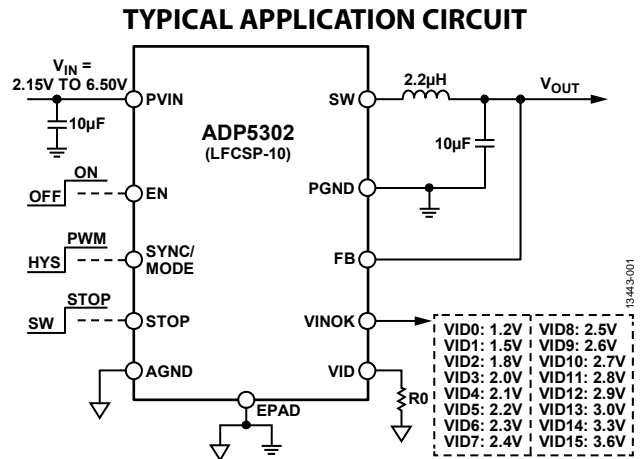 TYPICAL APPLICATION CIRCUIT
VIN =
2.15V TO 6.50V
10µF
PVIN
ADP5302
(LFCSP-10)
SW
2.2µH
VOUT
10µF
PGND
ON
OFF
EN
PWM
HYS
SYNC/
MODE
FB
STOP
SW
STOP
VINOK
AGND
VID
R0
EPAD
VID0: 1.2V
VID1: 1.5V
VID2: 1.8V
VID3: 2.0V
VID4: 2.1V
VID5: 2.2V
VID6: 2.3V
VID7: 2.4V
VID8: 2.5V
VID9: 2.6V
VID10: 2.7V
VID11: 2.8V
VID12: 2.9V
VID13: 3.0V
VID14: 3.3V
VID15: 3.6V
13443-001